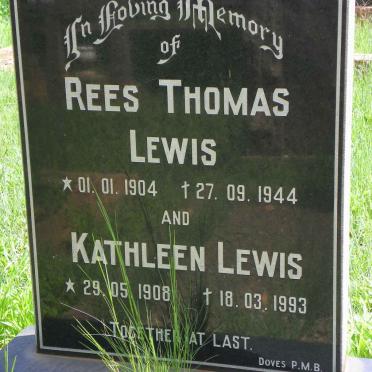 In Loving Memory
of
REES THOMAS
LEWIS
★ 01. 01. 1904 † 27. 09. 1944
AND
KATHLEEN LEWIS
★ 29. 05. 1908 † 18. 03. 1993
TOGETHER AT LAST.
DOVES P.M.B.